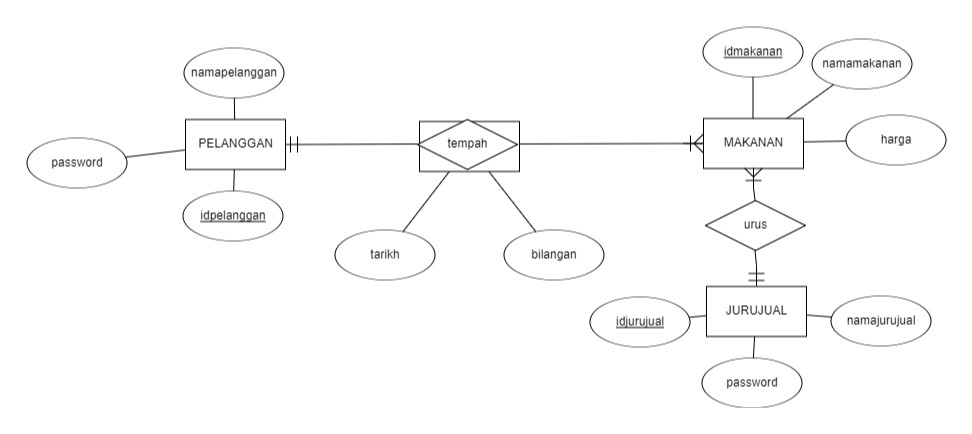 idmakanan
namamakanan
namapelanggan
PELANGGAN
tempah
MAKANAN
harga
password
idpelanggan
urus
tarikh
bilangan
JURUJUAL
idjurujual
namajurujual
password